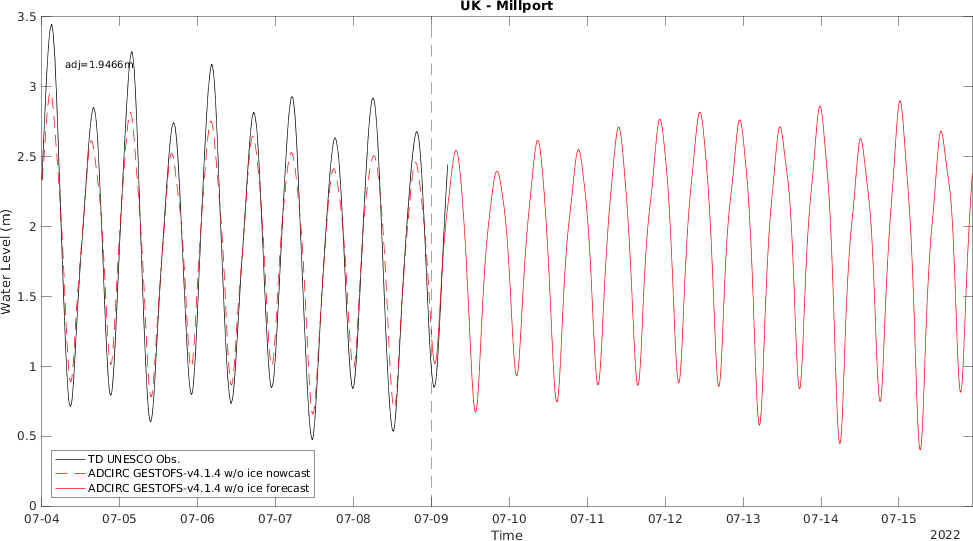 UK - Millport
adj=1.9466m
Water Level (m)
3.5
3
2.5
2
1.5
1
0.5
0
TD UNESCO Obs.
ADCIRC GESTOFS-v4.1.4 w/o ice nowcast
ADCIRC GESTOFS-v4.1.4 w/o ice forecast
07-04 07-05 07-06 07-07 07-08 07-09 07-10 07-11 07-12 07-13 07-14 07-15
Time
2022